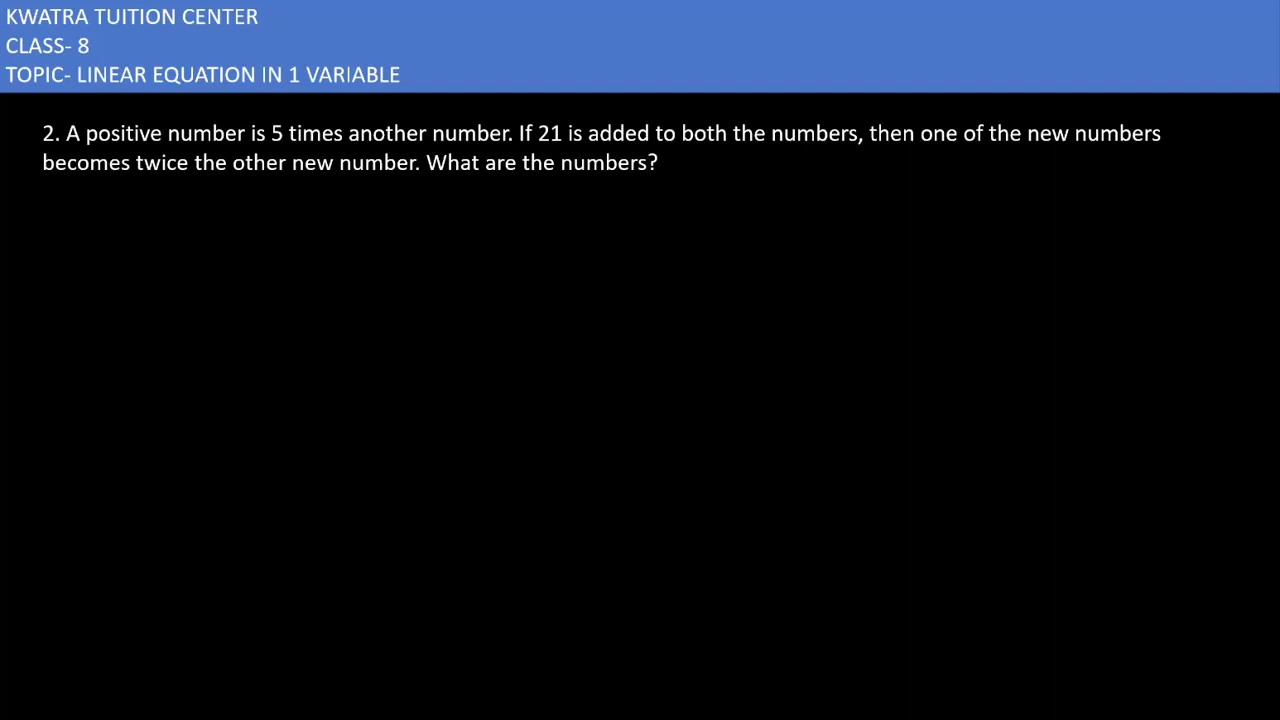 KWATRA TUITION CENTER
CLASS- 8
TOPIC- LINEAR EQUATION IN 1 VARIABLE
2. A positive number is 5 times another number. If 21 is added to both the numbers, then one of the new numbers
becomes twice the other new number. What are the numbers?